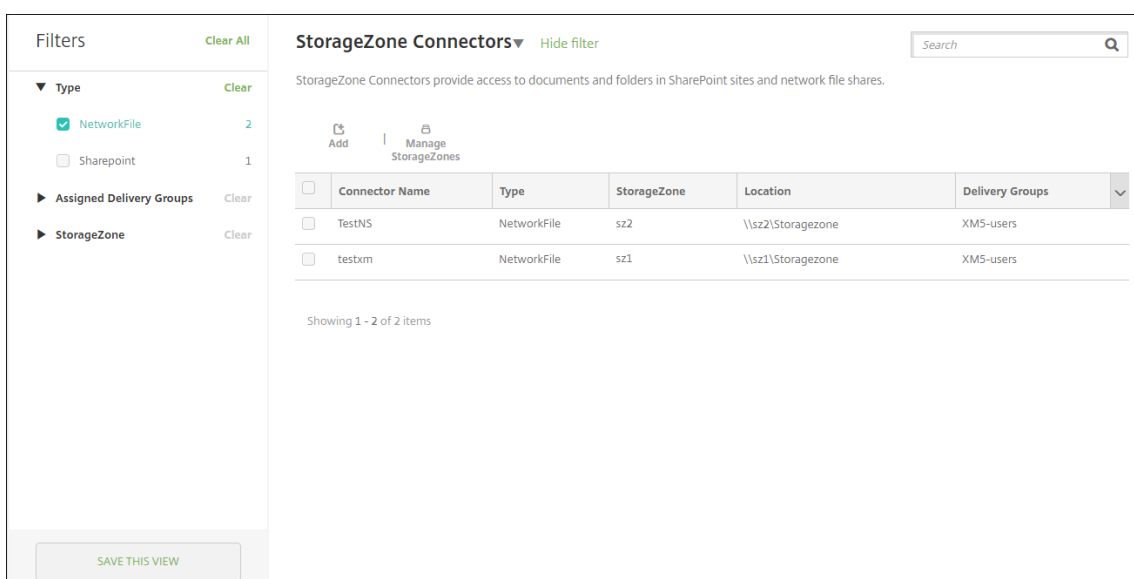 Filters
Clear All
Type
Clear
NetworkFile
2
Sharepoint
1
Assigned Delivery Groups
Clear
StorageZone
Clear
SAVE THIS VIEW
StorageZone Connectors
Hide filter
Search
StorageZone Connectors provide access to documents and folders in SharePoint sites and network file shares.
Add
|
Manage
StorageZones
Connector Name Type StorageZone Location Delivery Groups
TestNS NetworkFile sz2 \\sz2\Storagezone XM5-users
testxm NetworkFile sz1 \\sz1\Storagezone XM5-users
Showing 1 - 2 of 2 items